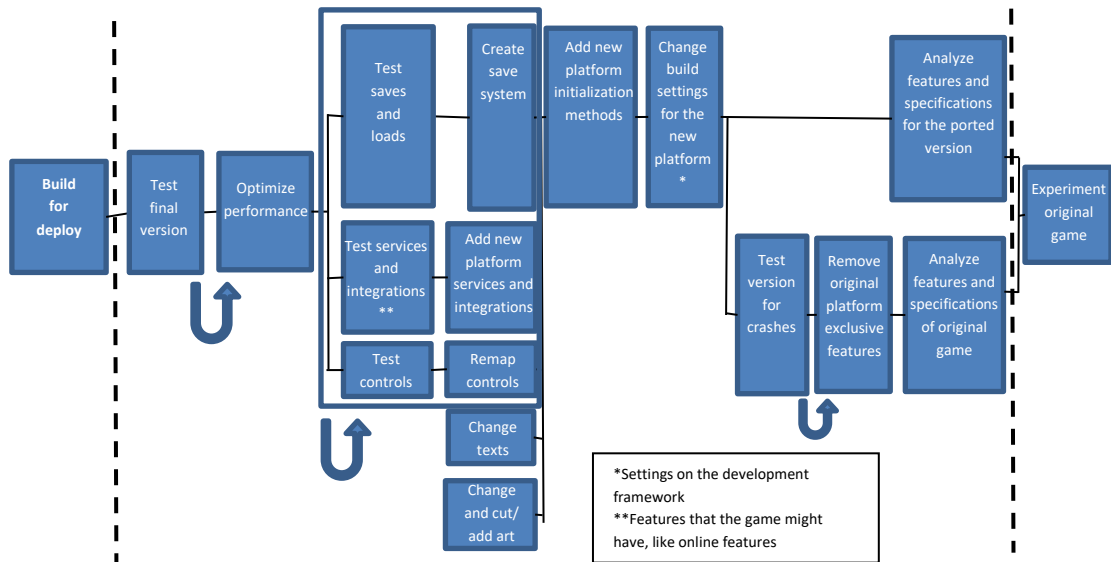 Build
for
deploy
Test
final
version
Optimize
performance
Test
saves
and
loads
Create
save
system
Test services
and
integrations
**
Add new
platform
services and
integrations
Test
controls
Remap
controls
Change
texts
Change
and cut/
add art
Add new
platform
initialization
methods
Change
build
settings
for the
new
platform
*
Test
version
for
crashes
Remove
original
platform
exclusive
features
Analyze
features and
specifications
for the ported
version
Analyze
features and
specifications
of original
game
Experiment
original
game
*Settings on the development
framework
**Features that the game might
have, like online features